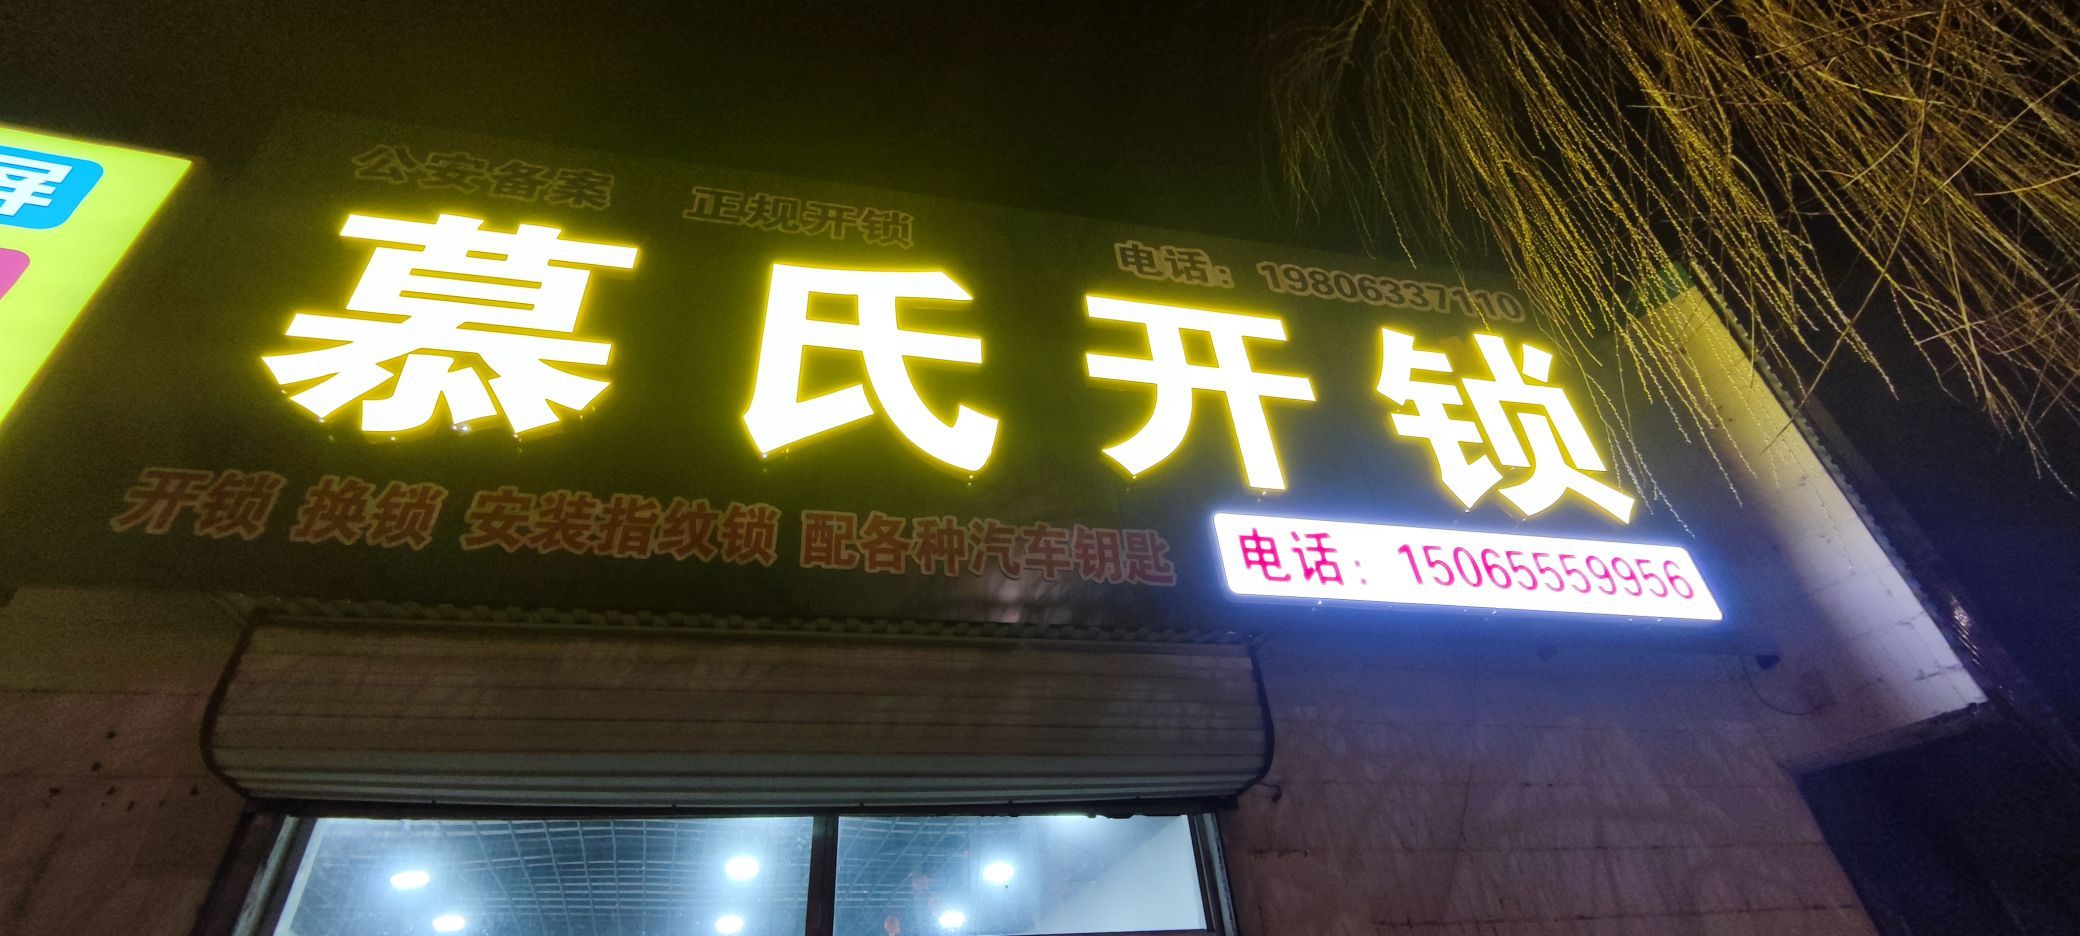 屏
公安备案 正规开锁
电话：19806337110
慕氏开锁
开锁 换锁 安装指纹锁 配各种汽车钥匙
电话：15065559956